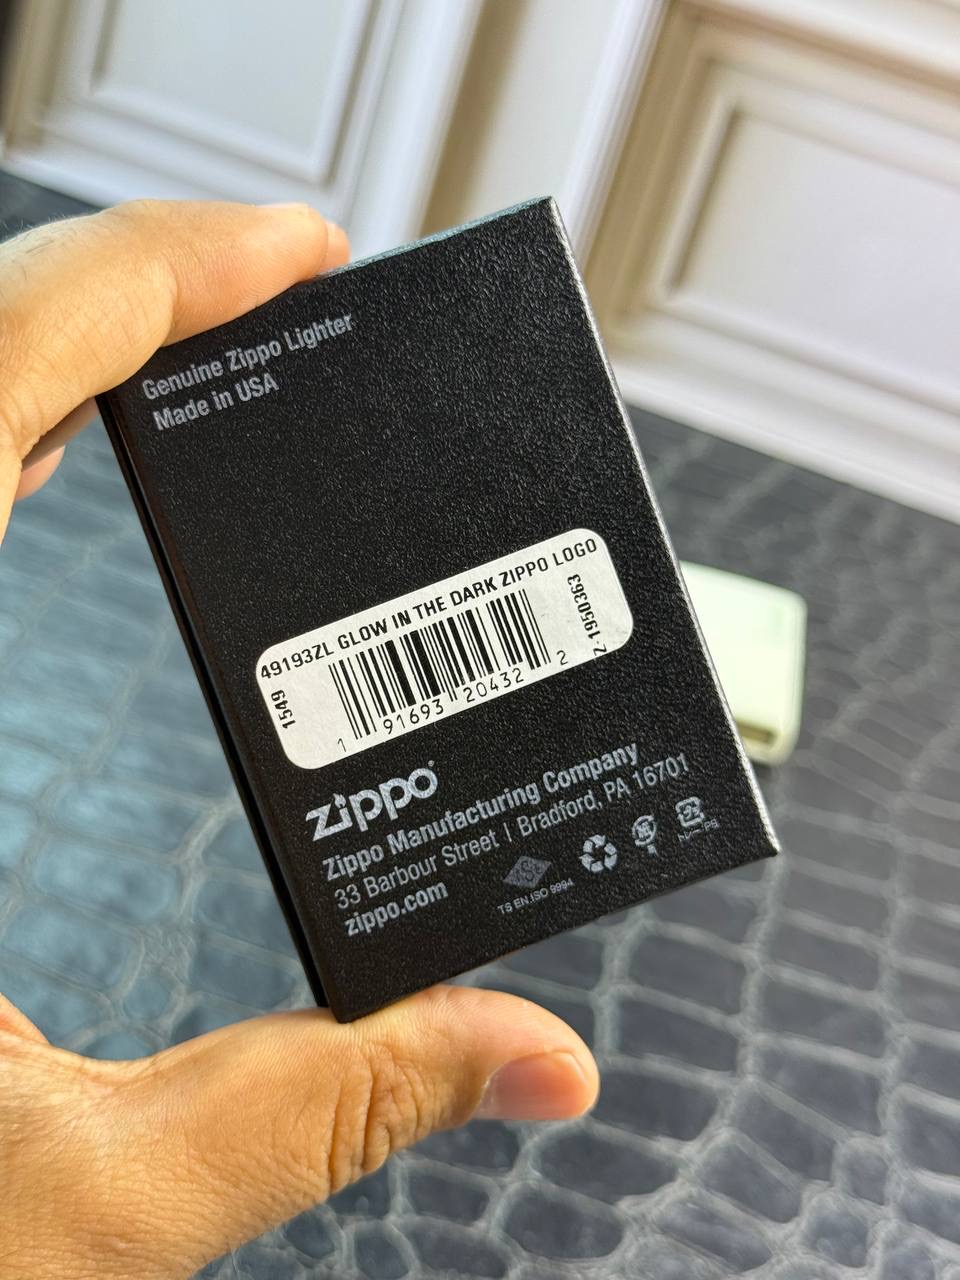 Genuine Zippo Lighter
Made in USA
49193ZL GLOW IN THE DARK ZIPPO LOGO
1549
2-1950363
1 91693 20432 2
zippo
Zippo Manufacturing Company
33 Barbour Street | Bradford, PA 16701
zippo.com
TS EN ISO 9994